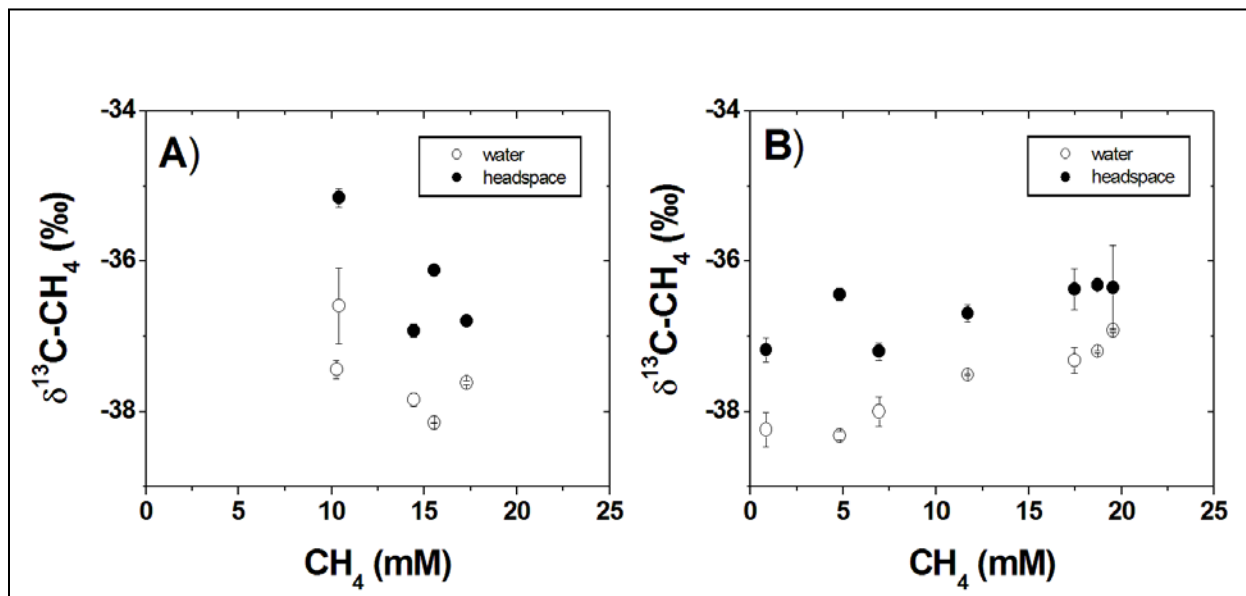 A)
water
headspace
-34
-36
-38
δ¹³C-CH₄ (‰)
0 5 10 15 20 25
CH₄ (mM)
B)
water
headspace
-34
-36
-38
δ¹³C-CH₄ (‰)
0 5 10 15 20 25
CH₄ (mM)